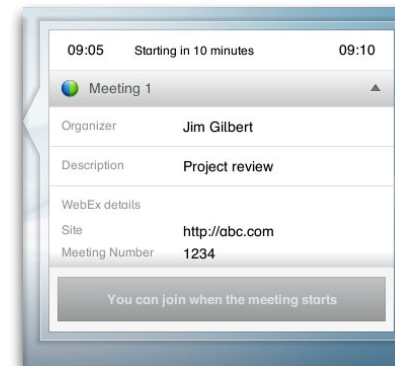 09:05 Starting in 10 minutes 09:10
Meeting 1
Organizer Jim Gilbert
Description Project review
WebEx details
Site http://abc.com
Meeting Number 1234
You can join when the meeting starts